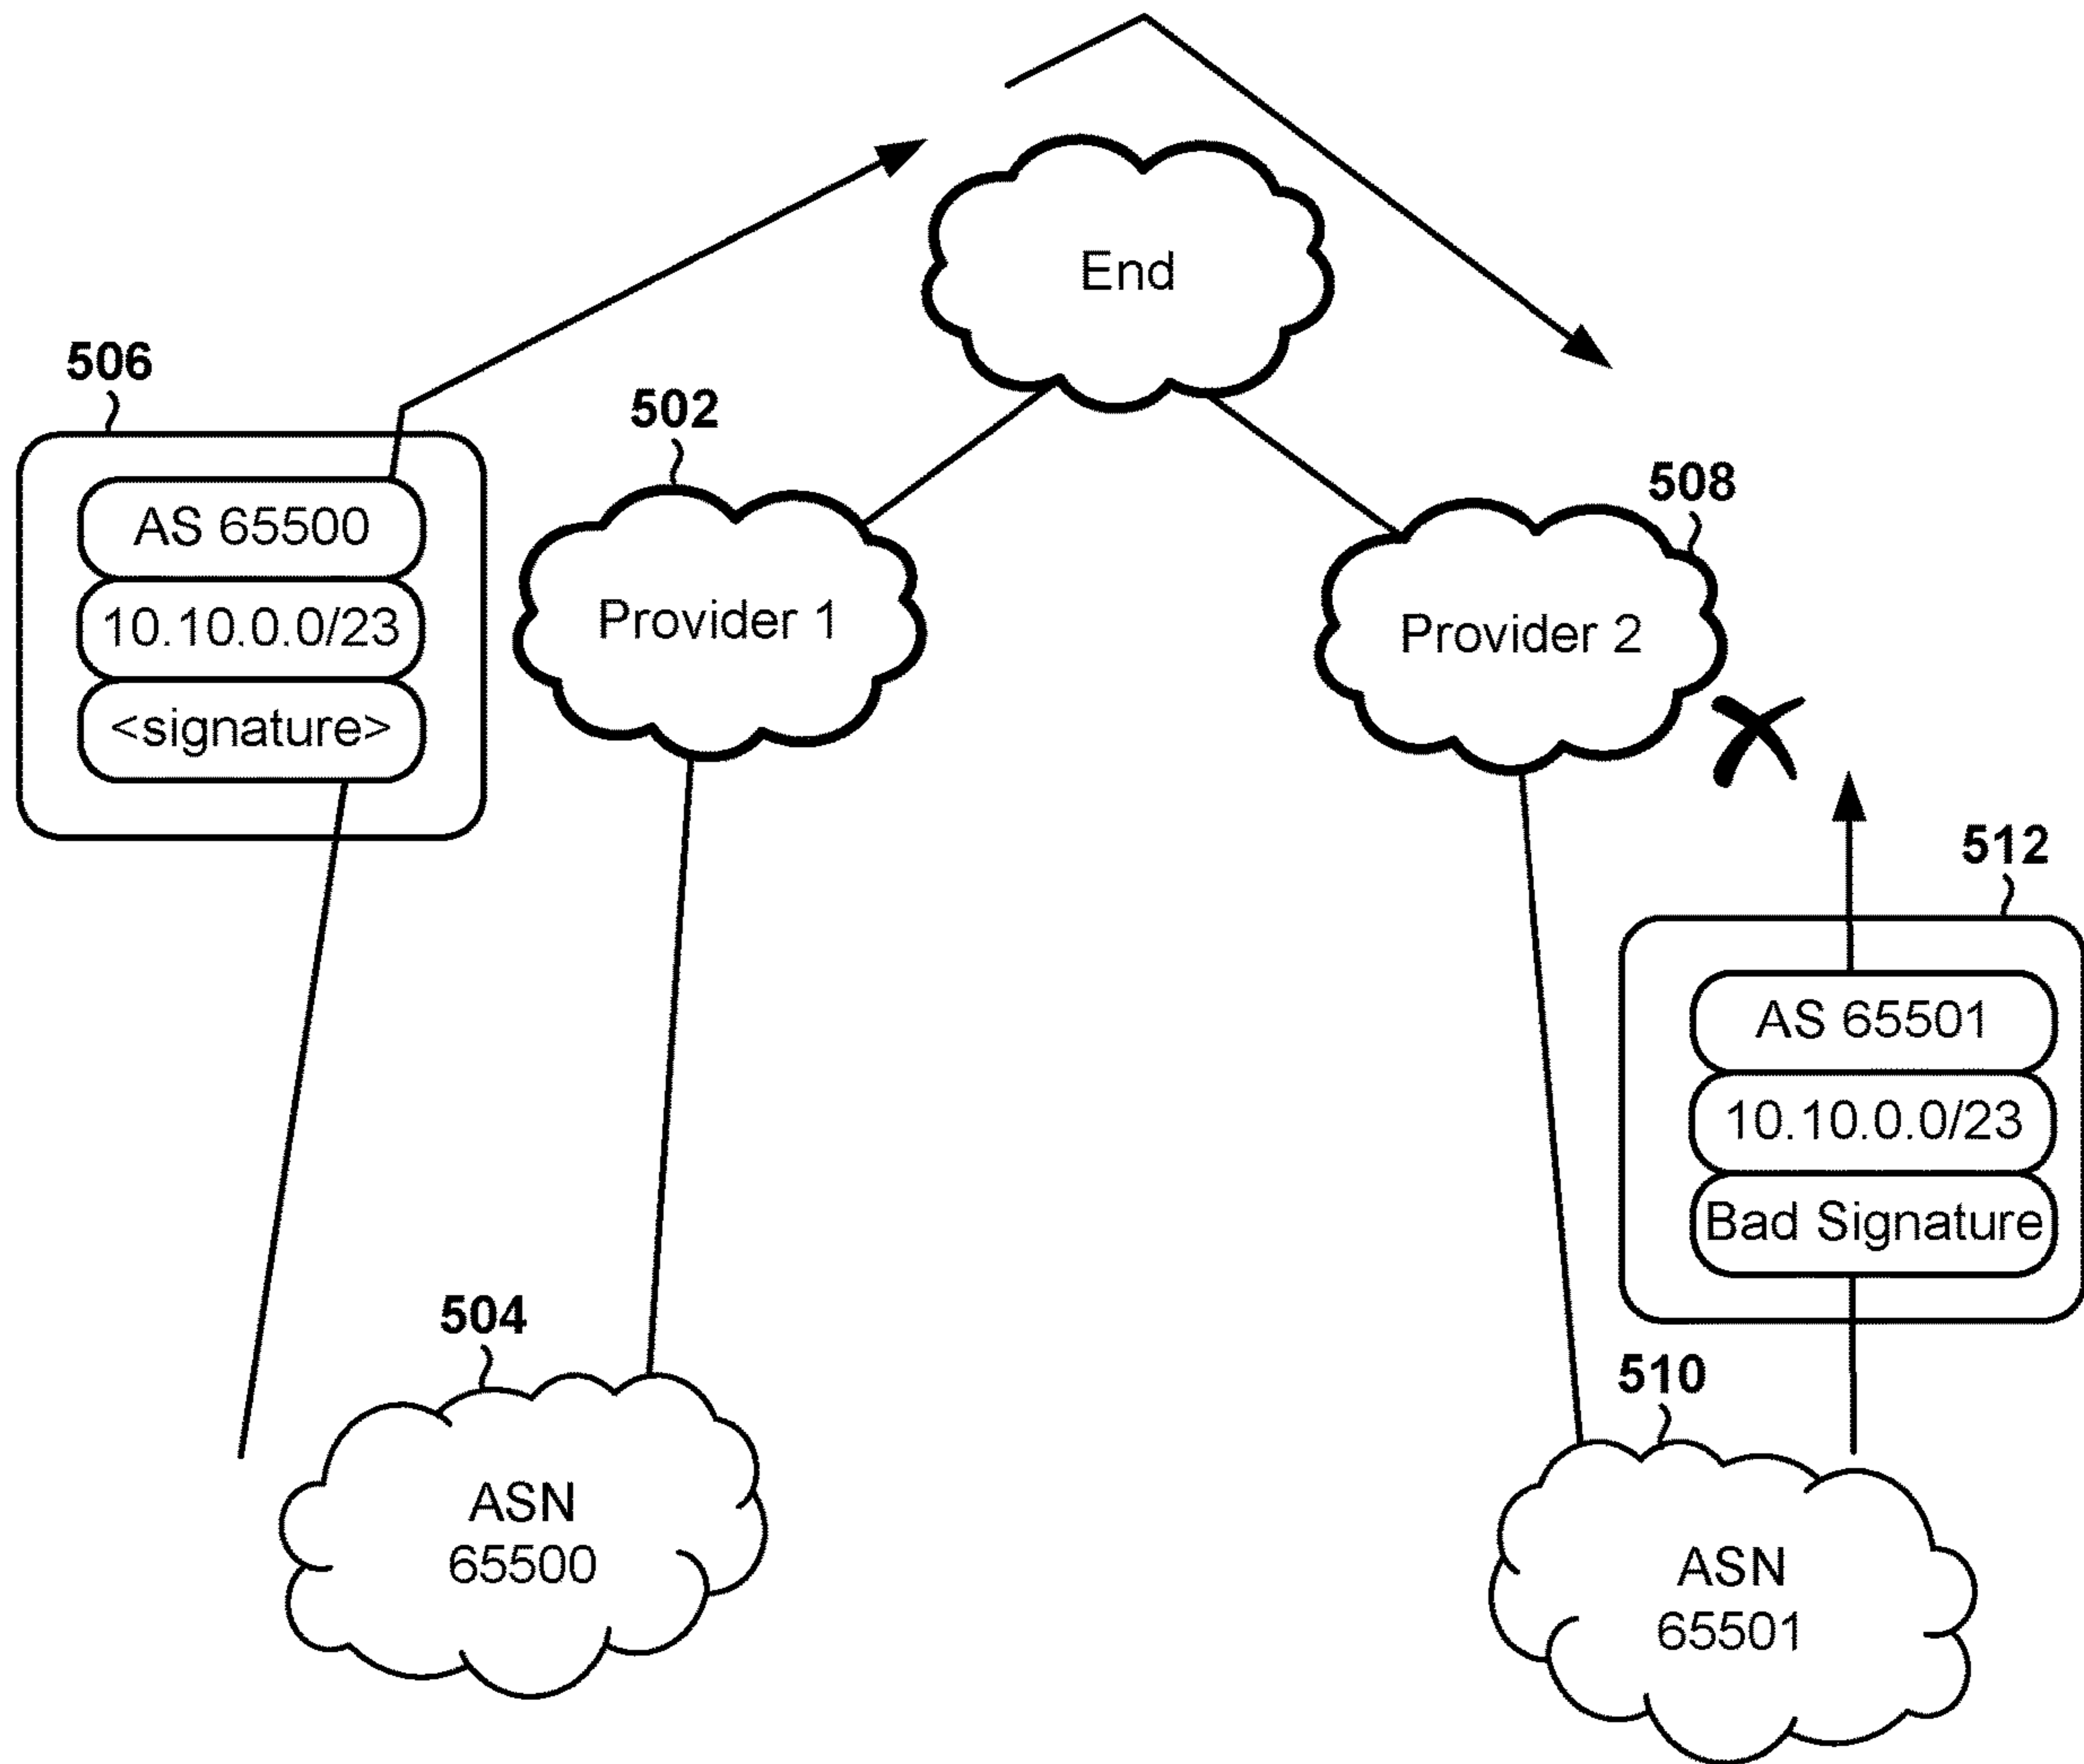 End
506
502
508
AS 65500
10.10.0.0/23
<signature>
Provider 1
Provider 2
512
AS 65501
10.10.0.0/23
Bad Signature
504
510
ASN
65500
ASN
65501